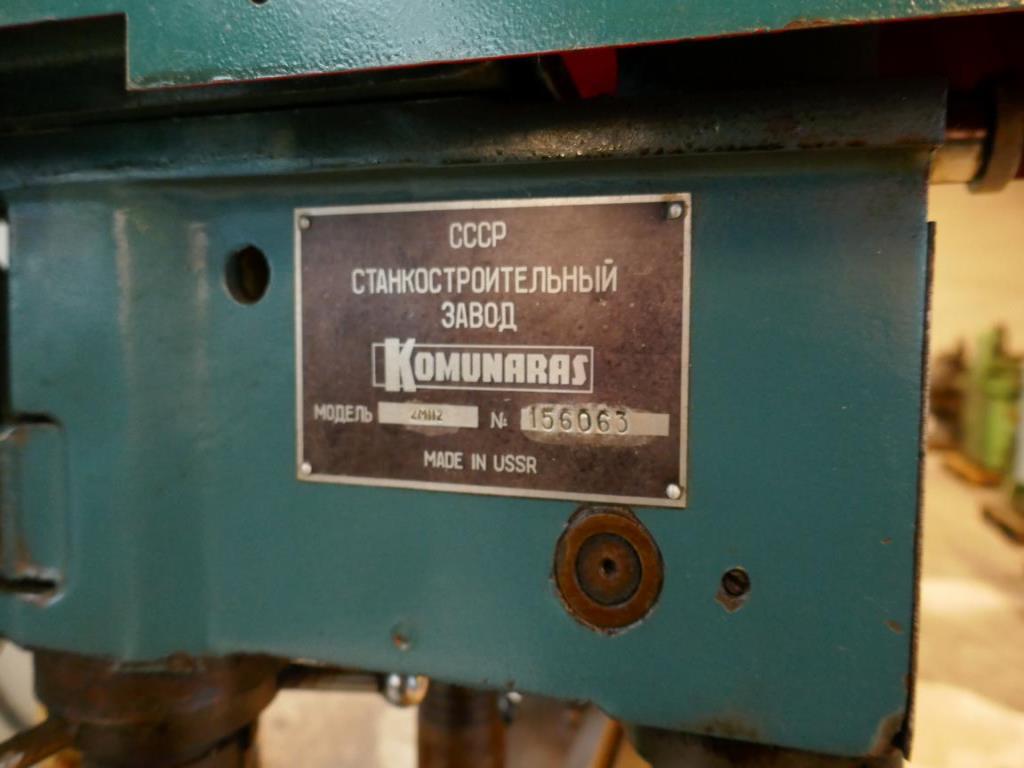 СССР
СТАНКОСТРОИТЕЛЬНЫЙ
ЗАВОД
KOMUNARAS
МОДЕЛЬ 2М112 № 156063
MADE IN USSR